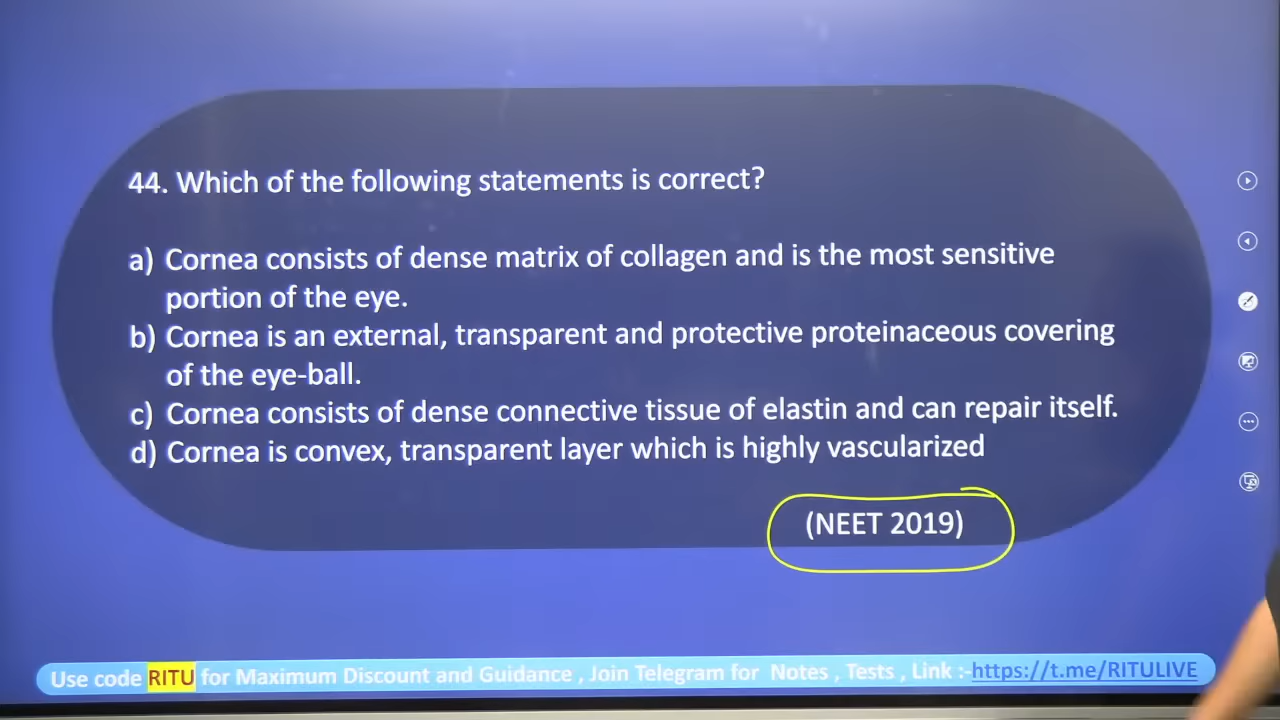 44. Which of the following statements is correct?
a) Cornea consists of dense matrix of collagen and is the most sensitive
portion of the eye.
b) Cornea is an external, transparent and protective proteinaceous covering
of the eye-ball.
c) Cornea consists of dense connective tissue of elastin and can repair itself.
d) Cornea is convex, transparent layer which is highly vascularized
(NEET 2019)
Use code RITU for Maximum Discount and Guidance , Join Telegram for Notes , Tests , Link :-https://t.me/RITULIVE